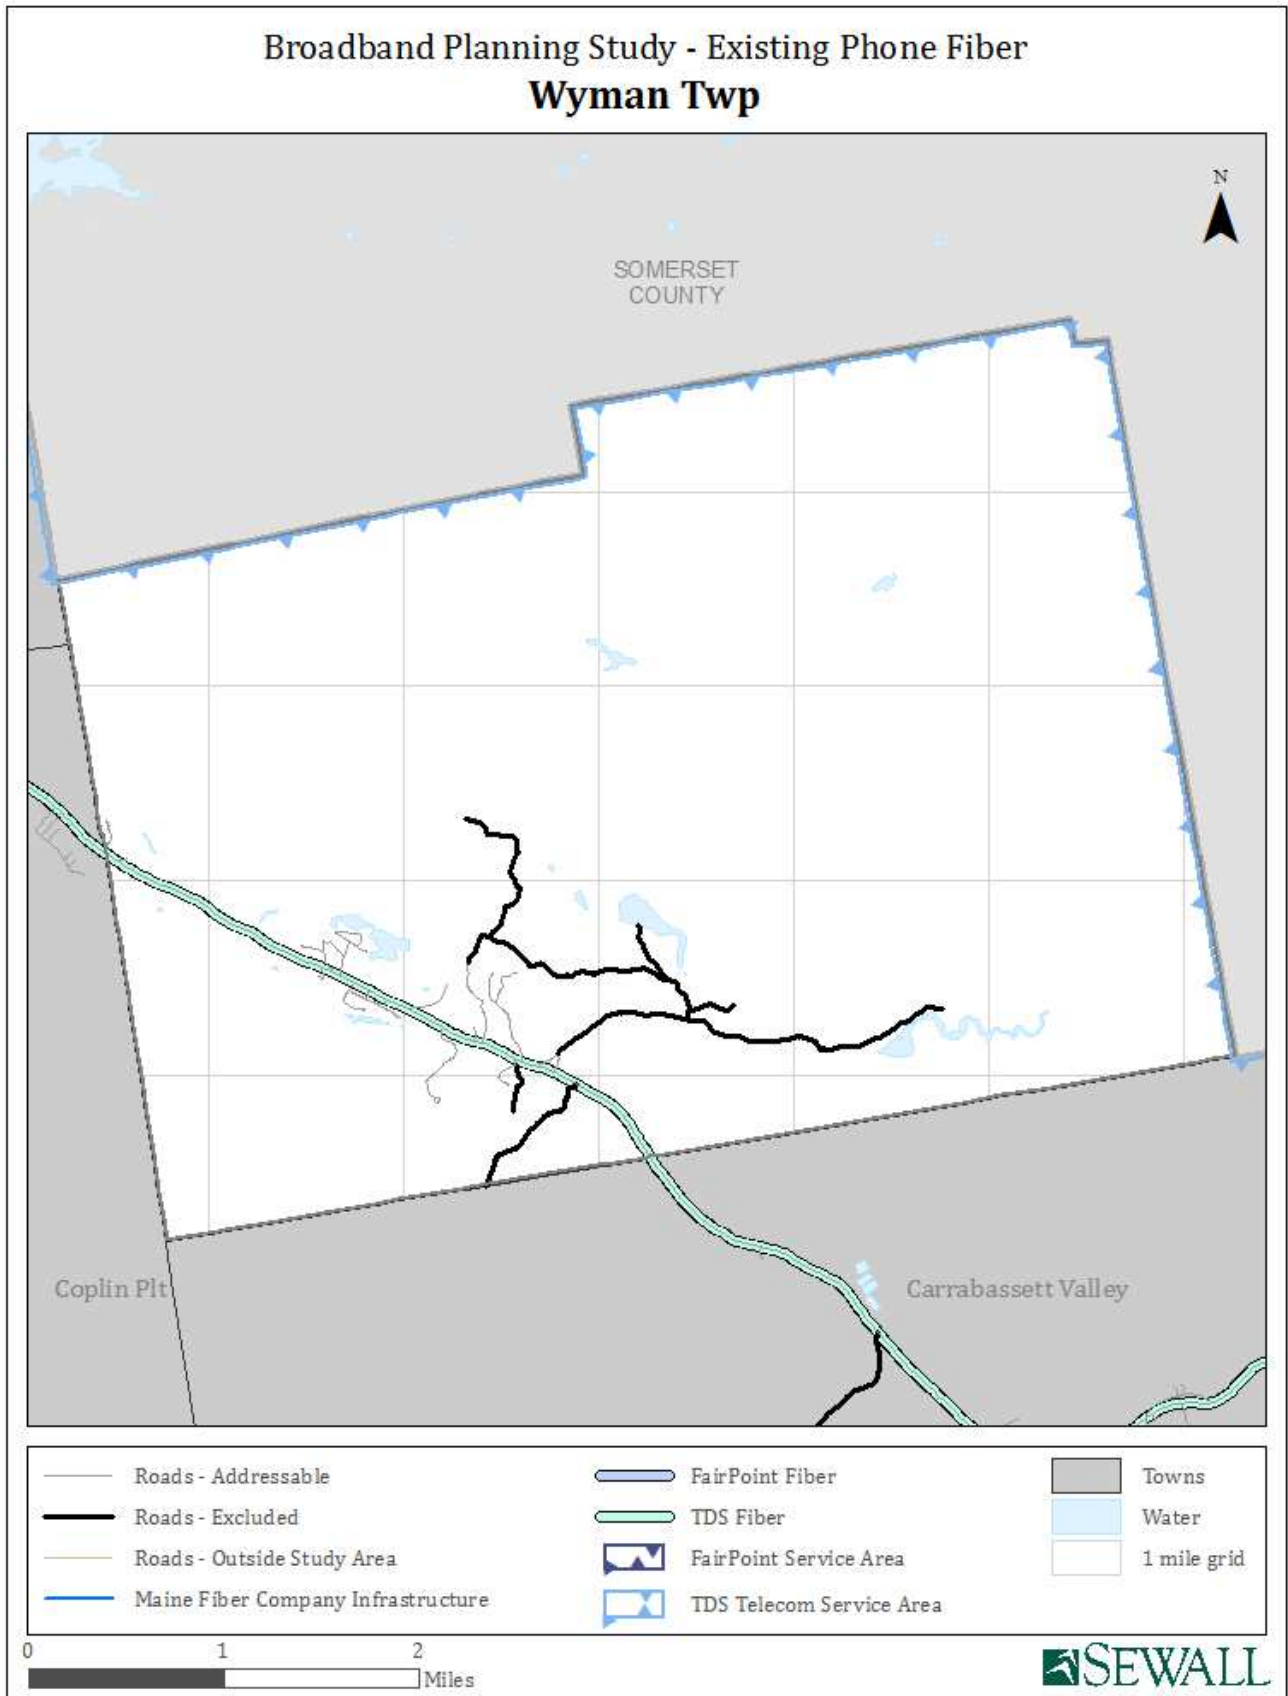 Broadband Planning Study - Existing Phone Fiber
Wyman Twp
N
SOMERSET
COUNTY
Coplin Plt
Carrabassett Valley
Roads - Addressable
Roads - Excluded
Roads - Outside Study Area
Maine Fiber Company Infrastructure
FairPoint Fiber
TDS Fiber
FairPoint Service Area
TDS Telecom Service Area
Towns
Water
1 mile grid
0 1 2
Miles
SEWALL